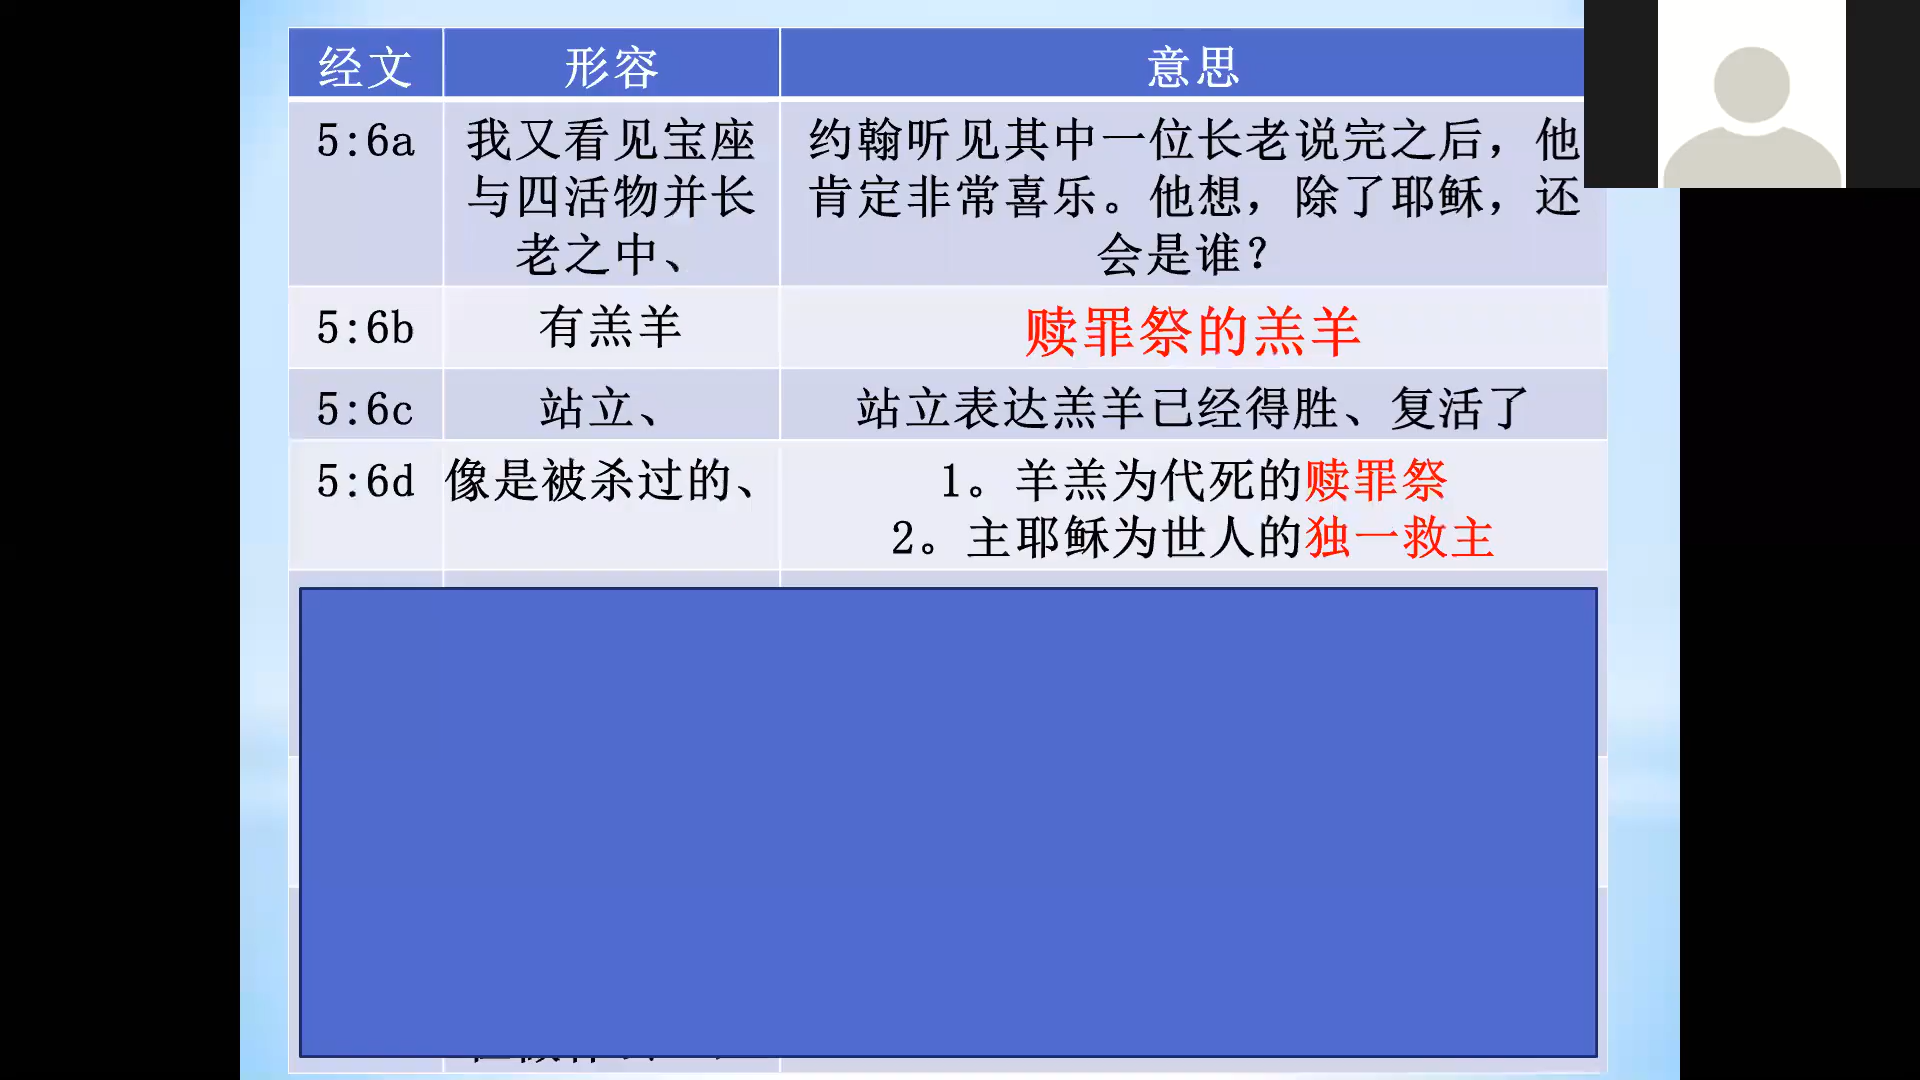 经文 形容 意思
5:6a 我又看见宝座 约翰听见其中一位长老说完之后，他
与四活物并长 肯定非常喜乐。他想，除了耶稣，还
老之中、 会是谁？
5:6b 有羔羊 赎罪祭的羔羊
5:6c 站立、 站立表达羔羊已经得胜、复活了
5:6d 像是被杀过的、 1。羊羔为代死的赎罪祭
2。主耶稣为世人的独一救主